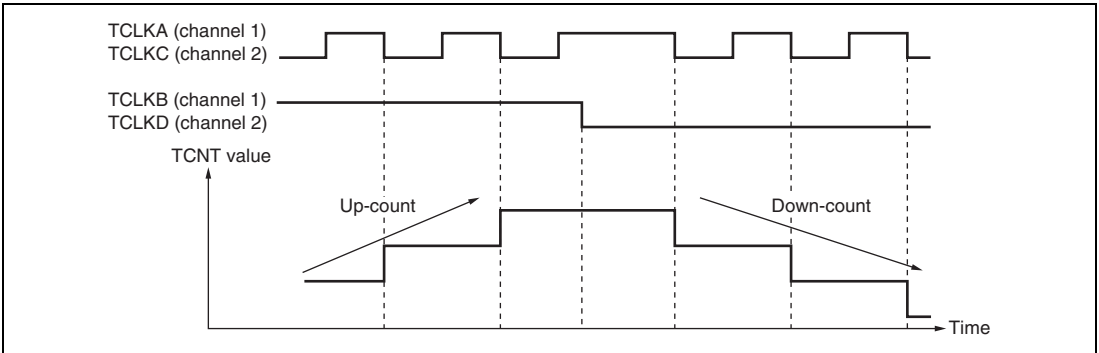 TCLKA (channel 1)
TCLKC (channel 2)
TCLKB (channel 1)
TCLKD (channel 2)
TCNT value
Up-count
Down-count
Time